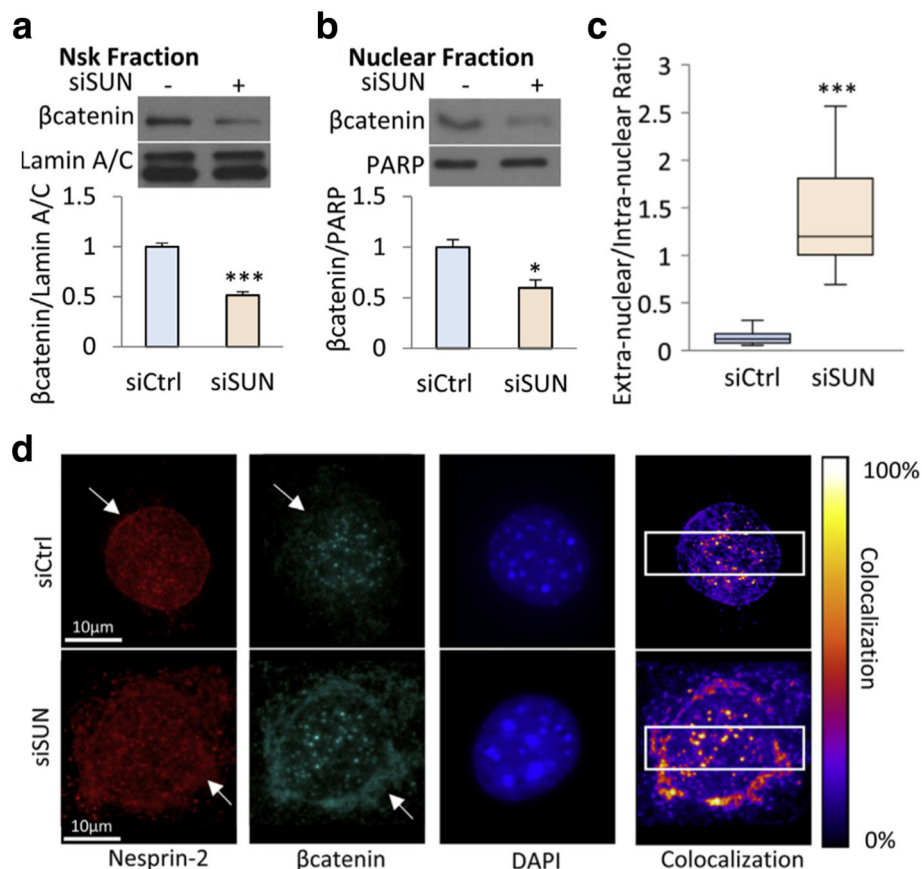 a
Nsk Fraction
siSUN - +
βcatenin
Lamin A/C
βcatenin/Lamin A/C
1.5
1
0.5
0
***
siCtrl siSUN
b
Nuclear Fraction
siSUN - +
βcatenin
PARP
βcatenin/PARP
1.5
1
0.5
0
*
siCtrl siSUN
c
Extra-nuclear/Intra-nuclear Ratio
3
2.5
2
1.5
1
0.5
0
***
siCtrl siSUN
d
siCtrl
10μm
siSUN
10μm
Nesprin-2 βcatenin DAPI Colocalization
100%
Colocalization
0%